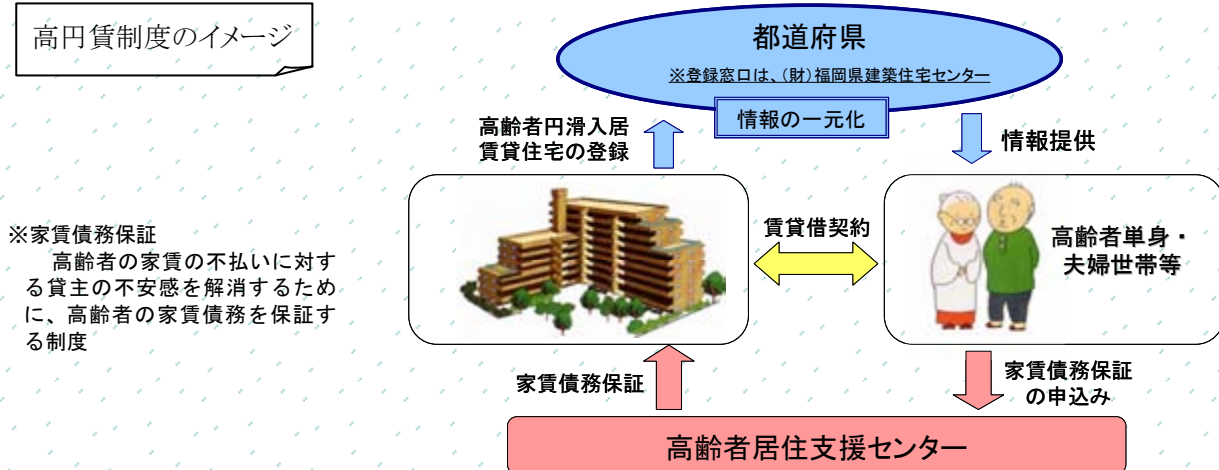 高円賃制度のイメージ
都道府県
※登録窓口は、(財)福岡県建築住宅センター
情報の一元化
高齢者円滑入居
賃貸住宅の登録
情報提供
※家賃債務保証
高齢者の家賃の不払いに対す
る貸主の不安感を解消するため
に、高齢者の家賃債務を保証す
る制度
賃貸借契約
高齢者単身・
夫婦世帯等
家賃債務保証
家賃債務保証
の申込み
高齢者居住支援センター